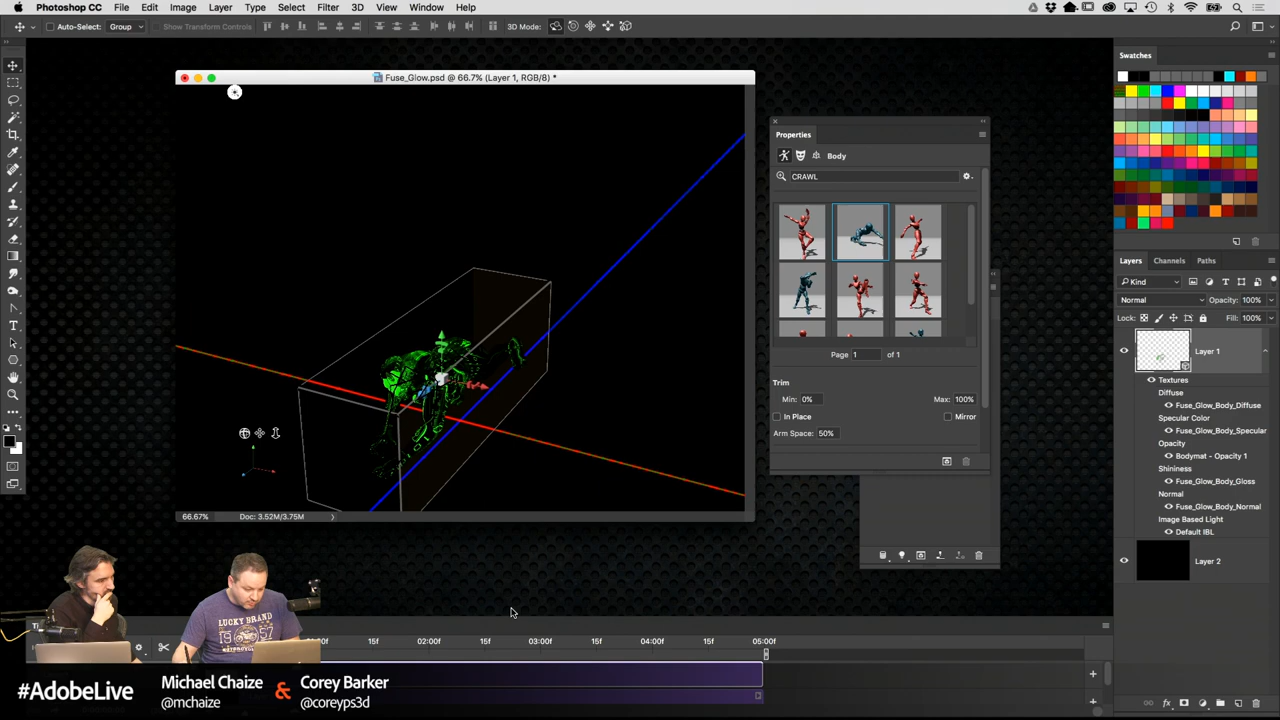 Photoshop CC File Edit Image Layer Type Select Filter 3D View Window Help
Auto-Select: Group Show Transform Controls 3D Mode:
Fuse_Glow.psd @ 66.7% (Layer 1, RGB/8) *
66.67% Doc: 3.52M/3.75M
Properties
Body
CRAWL
Page 1 of 1
Trim
Min: 0% Max: 100%
In Place Mirror
Arm Space: 50%
Swatches
Layers Channels Paths
Kind
Normal Opacity: 100%
Lock: Fill: 100%
Layer 1
Textures
Diffuse
Fuse_Glow_Body_Diffuse
Specular Color
Fuse_Glow_Body_Specular
Opacity
Bodymat - Opacity 1
Shininess
Fuse_Glow_Body_Gloss
Normal
Fuse_Glow_Body_Normal
Image Based Light
Default IBL
Layer 2
15f 02:00f 15f 03:00f 15f 04:00f 15f 05:00f
LUCKY BRAND
#AdobeLive
Michael Chaize
@mchaize
&
Corey Barker
@coreyps3d